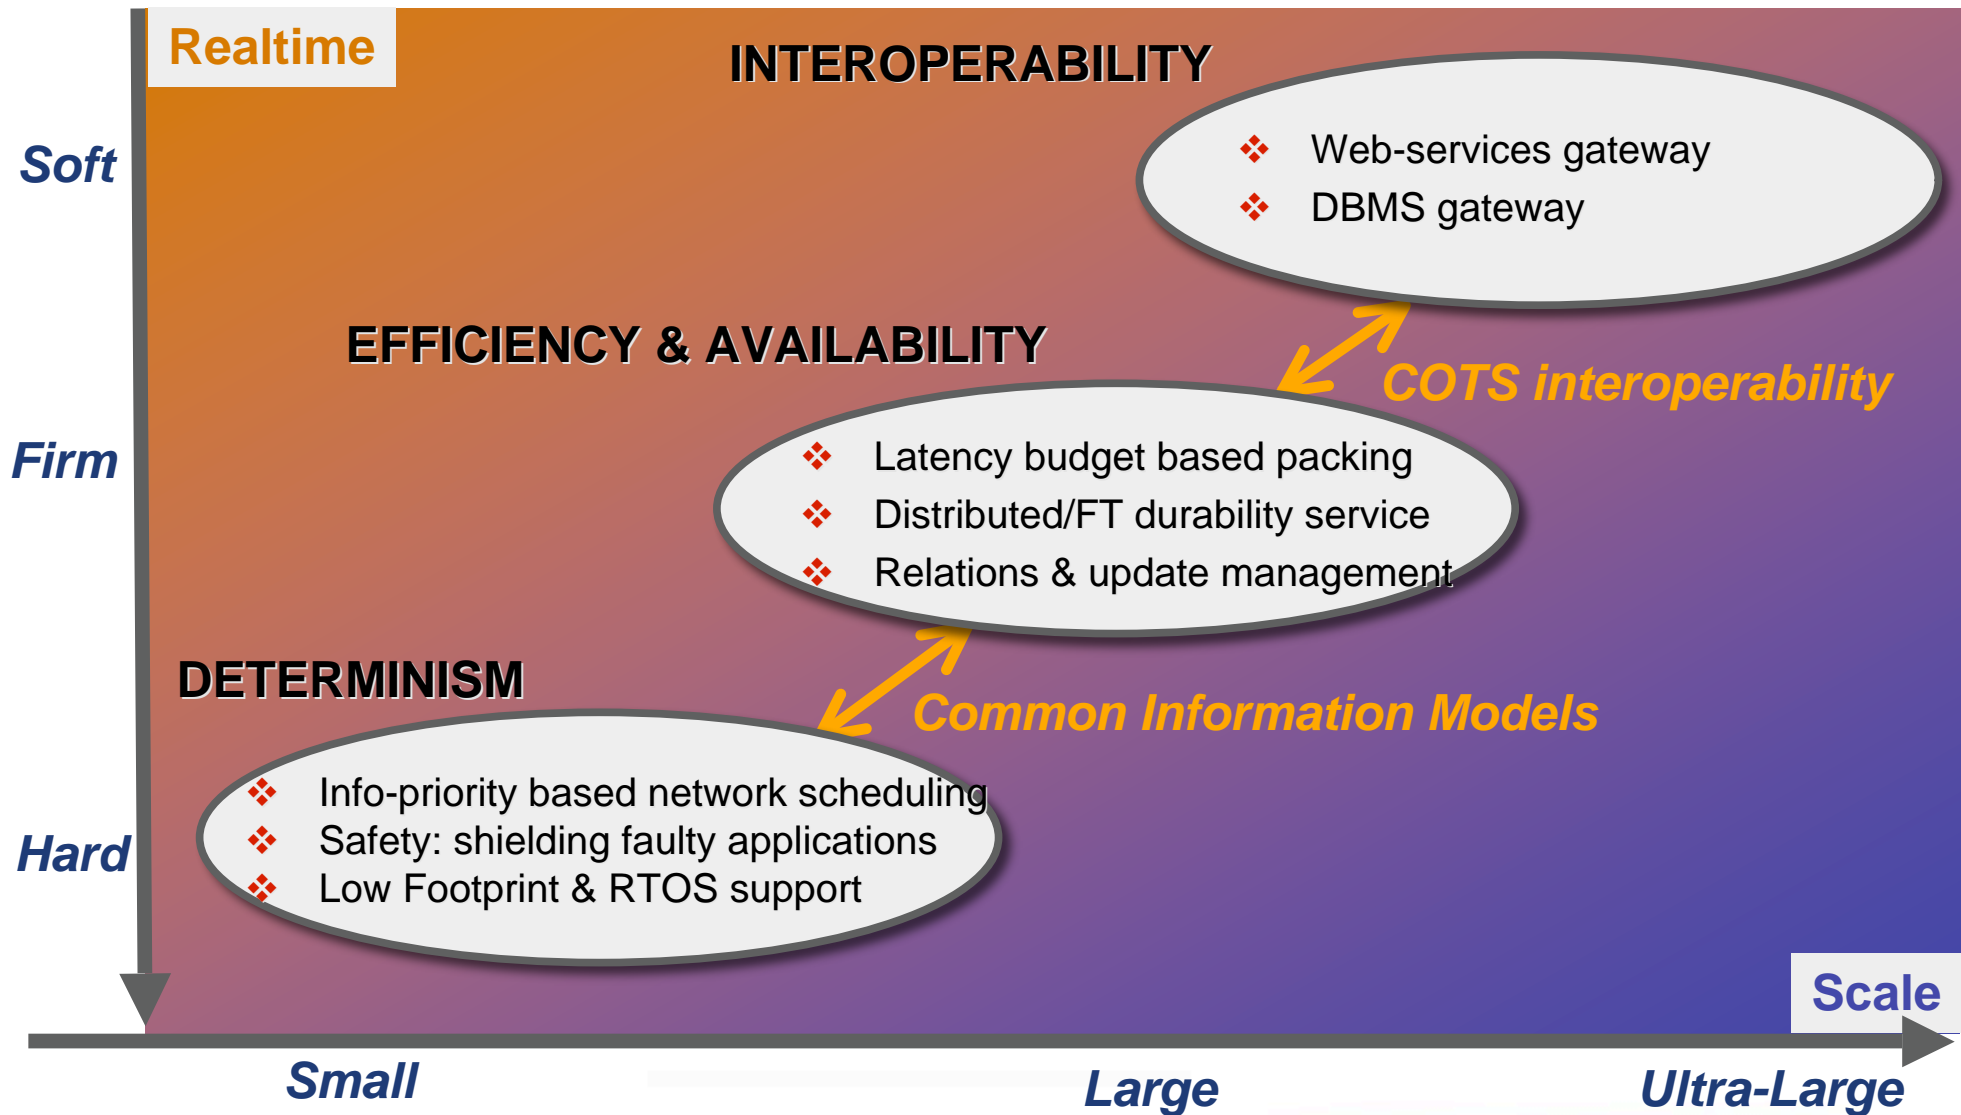 Realtime
INTEROPERABILITY
Soft
Web-services gateway
DBMS gateway
EFFICIENCY & AVAILABILITY
COTS interoperability
Firm
Latency budget based packing
Distributed/FT durability service
Relations & update management
DETERMINISM
Common Information Models
Hard
Info-priority based network scheduling
Safety: shielding faulty applications
Low Footprint & RTOS support
Scale
Small
Large
Ultra-Large